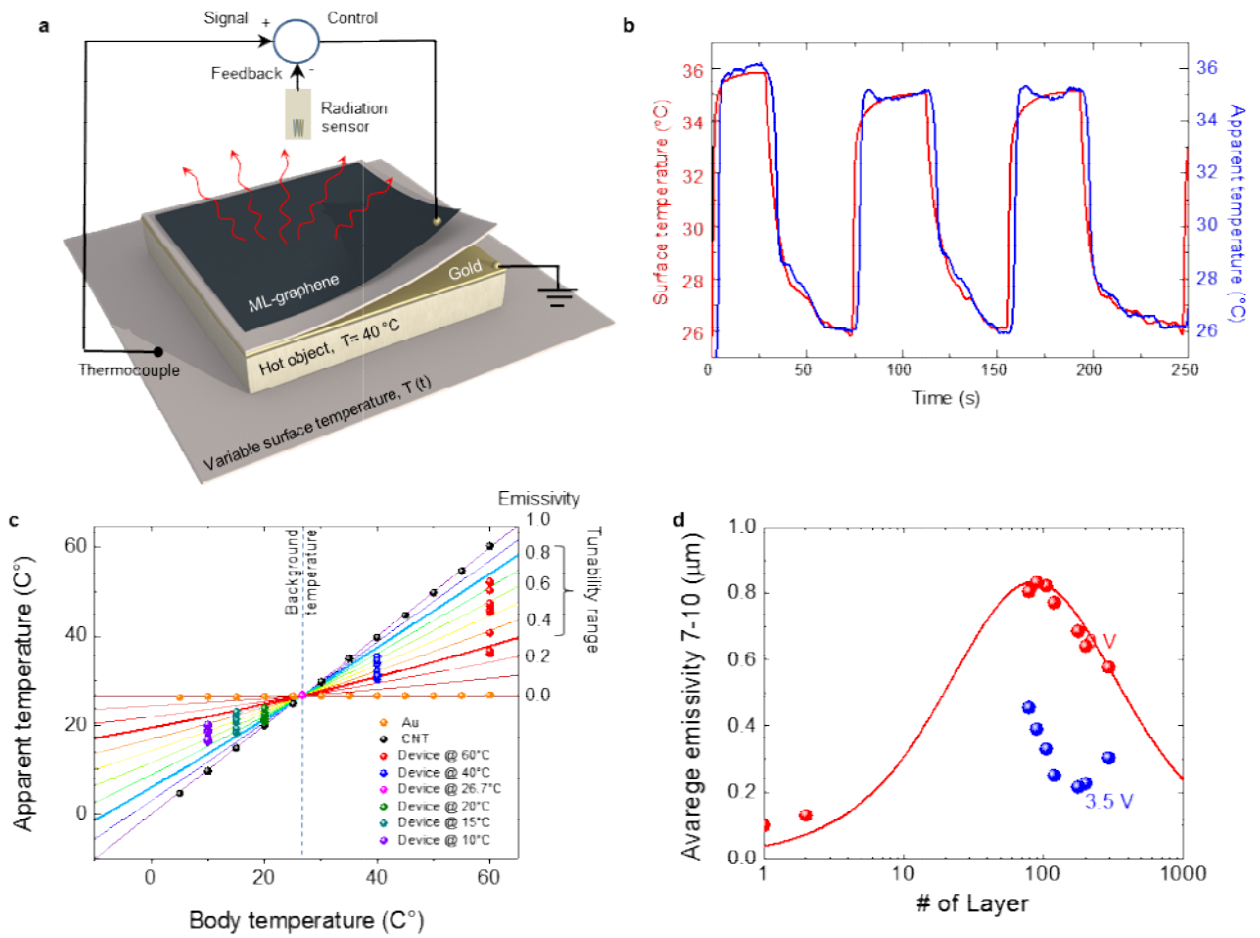 a
Signal
+
Control
Feedback
-
Radiation
sensor
ML-graphene
Gold
Hot object, T= 40 °C
Thermocouple
Variable surface temperature, T (t)
b
36
34
32
30
28
26
Surface temperature (°C)
36
34
32
30
28
26
Apparent temperature (°C)
0
50
100
150
200
250
Time (s)
c
Emissivity
1.0
0.8
0.6
0.4
0.2
0.0
Tunability range
Background
temperature
60
40
20
0
Apparent temperature (C°)
Au
CNT
Device @ 60°C
Device @ 40°C
Device @ 26.7°C
Device @ 20°C
Device @ 15°C
Device @ 10°C
0
20
40
60
Body temperature (C°)
d
1.0
0.8
0.6
0.4
0.2
0.0
Avarege emissivity 7-10 (μm)
V
3.5 V
1
10
100
1000
# of Layer